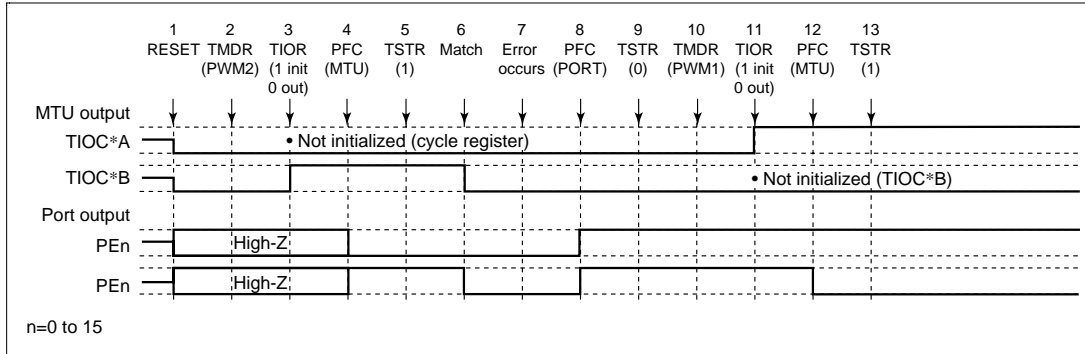 1 2 3 4 5 6 7 8 9 10 11 12 13
RESET TMDR TIOR PFC TSTR Match Error PFC TSTR TMDR TIOR PFC TSTR
(PWM2) (1 init (MTU) (1) occurs (PORT) (0) (PWM1) (1 init (MTU) (1)
0 out) 0 out)
MTU output
TIOC*A • Not initialized (cycle register)
TIOC*B • Not initialized (TIOC*B)
Port output
PEn High-Z
PEn High-Z
n=0 to 15